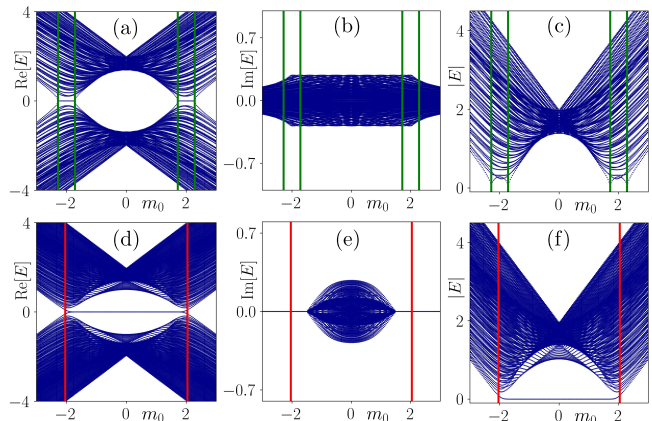 (a) (b) (c)
4 0 −4 Re[E]
0.7 0.0 −0.7 Im[E]
4 2 0 |E|
−2 0 m₀ 2 −2 0 m₀ 2 −2 0 m₀ 2
(d) (e) (f)
4 0 −4 Re[E]
0.7 0.0 −0.7 Im[E]
4 2 0 |E|
−2 0 m₀ 2 −2 0 m₀ 2 −2 0 m₀ 2